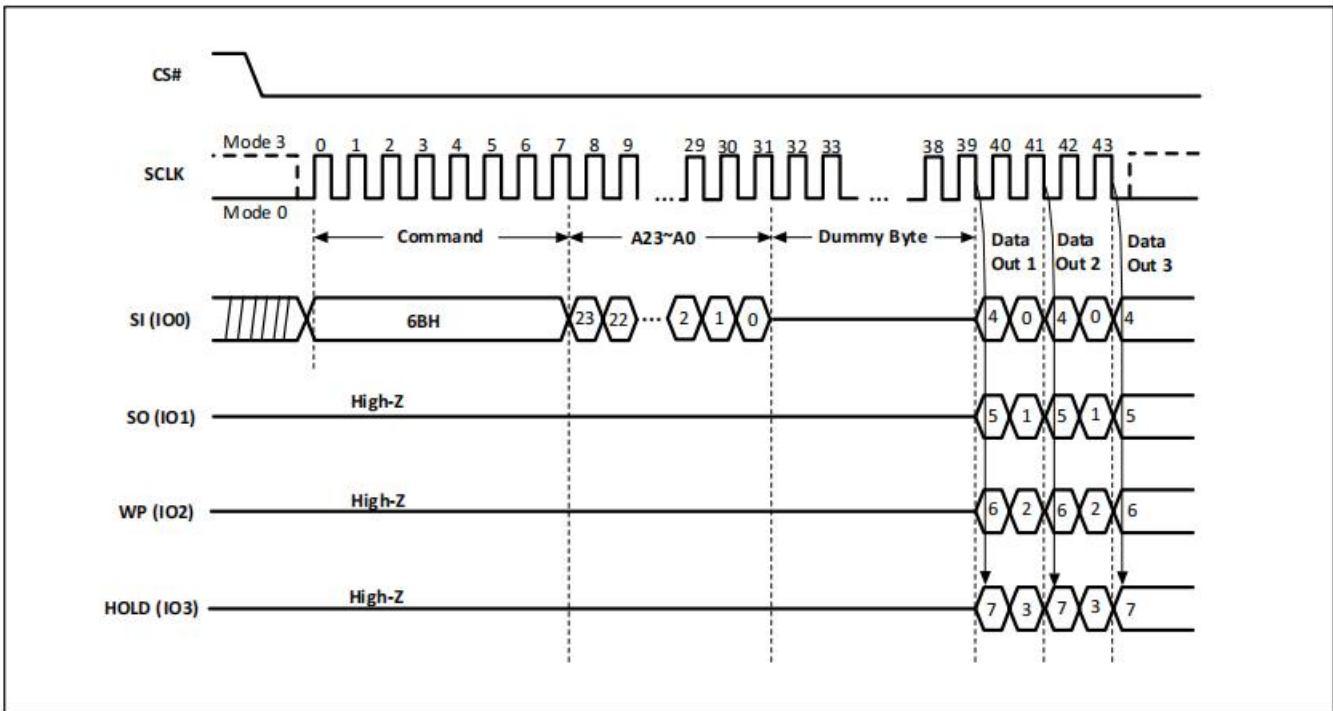 CS#
Mode 3
0 1 2 3 4 5 6 7 8 9 29 30 31 32 33 38 39 40 41 42 43
SCLK
... ...
Mode 0
Command A23~A0 Dummy Byte Data Out 1 Data Out 2 Data Out 3
SI (IO0) 6BH 23 22 ... 2 1 0 4 0 4 0 4
High-Z
SO (IO1) 5 1 5 1 5
High-Z
WP (IO2) 6 2 6 2 6
High-Z
HOLD (IO3) 7 3 7 3 7